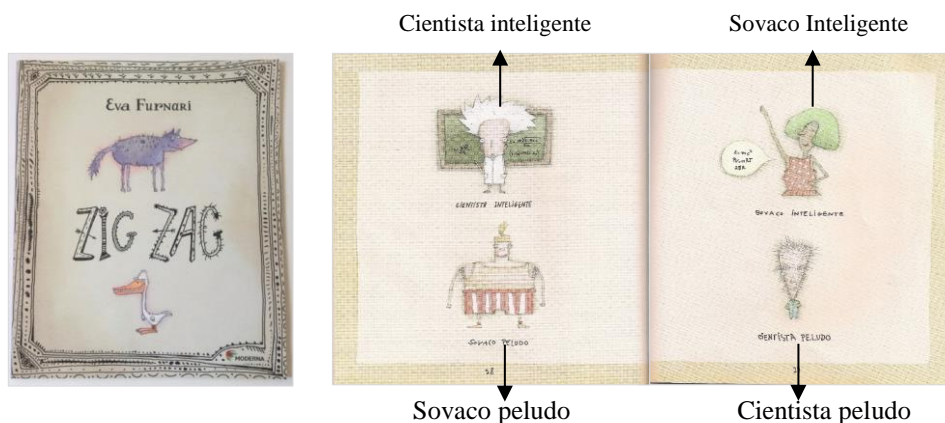 Cientista inteligente
Sovaco Inteligente
Eva Furnari
ZIG ZAG
MODERNA
CIENTISTA INTELIGENTE
SOVACO PELUDO
28
SOVACO INTELIGENTE
CIENTISTA PELUDO
Sovaco peludo
Cientista peludo